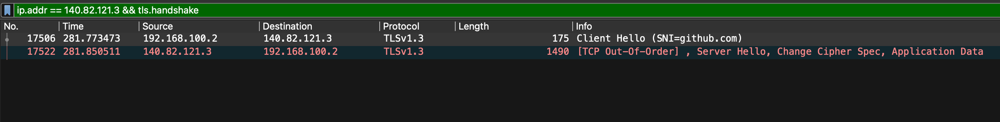 ip.addr == 140.82.121.3 && tls.handshake
No. Time Source Destination Protocol Length Info
17506 281.773473 192.168.100.2 140.82.121.3 TLSv1.3 175 Client Hello (SNI=github.com)
17522 281.850511 140.82.121.3 192.168.100.2 TLSv1.3 1490 [TCP Out-Of-Order] , Server Hello, Change Cipher Spec, Application Data